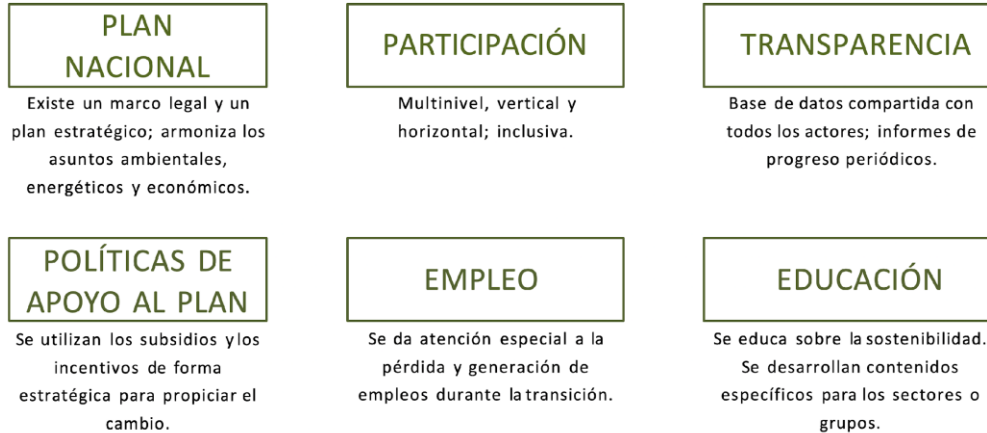 PLAN
NACIONAL
Existe un marco legal y un
plan estratégico; armoniza los
asuntos ambientales,
energéticos y económicos.
PARTICIPACIÓN
Multinivel, vertical y
horizontal; inclusiva.
TRANSPARENCIA
Base de datos compartida con
todos los actores; informes de
progreso periódicos.
POLÍTICAS DE
APOYO AL PLAN
Se utilizan los subsidios y los
incentivos de forma
estratégica para propiciar el
cambio.
EMPLEO
Se da atención especial a la
pérdida y generación de
empleos durante la transición.
EDUCACIÓN
Se educa sobre la sostenibilidad.
Se desarrollan contenidos
específicos para los sectores o
grupos.